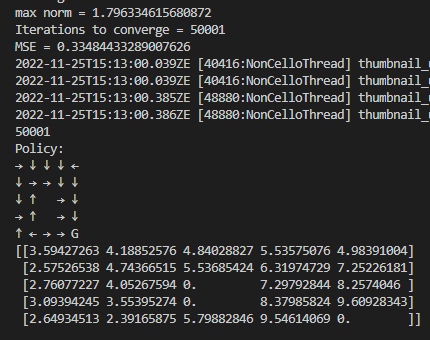 max norm = 1.796334615680872
Iterations to converge = 50001
MSE = 0.33484433289007626
2022-11-25T15:13:00.039ZE [40416:NonCelloThread] thumbnail_
2022-11-25T15:13:00.039ZE [40416:NonCelloThread] thumbnail_
2022-11-25T15:13:00.385ZE [48880:NonCelloThread] thumbnail_
2022-11-25T15:13:00.386ZE [48880:NonCelloThread] thumbnail_
50001
Policy:
→ ↓ ↓ ↓ ←
↓ → → ↓ ↓
↓ ↑   → ↓
→ ↑   → ↓
↑ ← → → G
[[3.59427263 4.18852576 4.84028827 5.53575076 4.98391004]
 [2.57526538 4.74366515 5.53685424 6.31974729 7.25226181]
 [2.76077227 4.05267594 0.         7.29792844 8.2574046 ]
 [3.09394245 3.55395274 0.         8.37985824 9.60928343]
 [2.64934513 2.39165875 5.79882846 9.54614069 0.        ]]